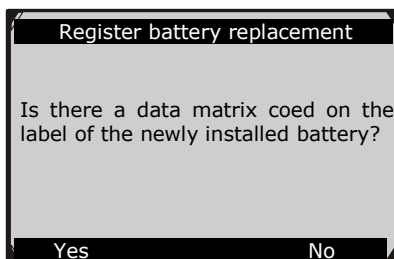 Register battery replacement
Is there a data matrix coed on the
label of the newly installed battery?
Yes No